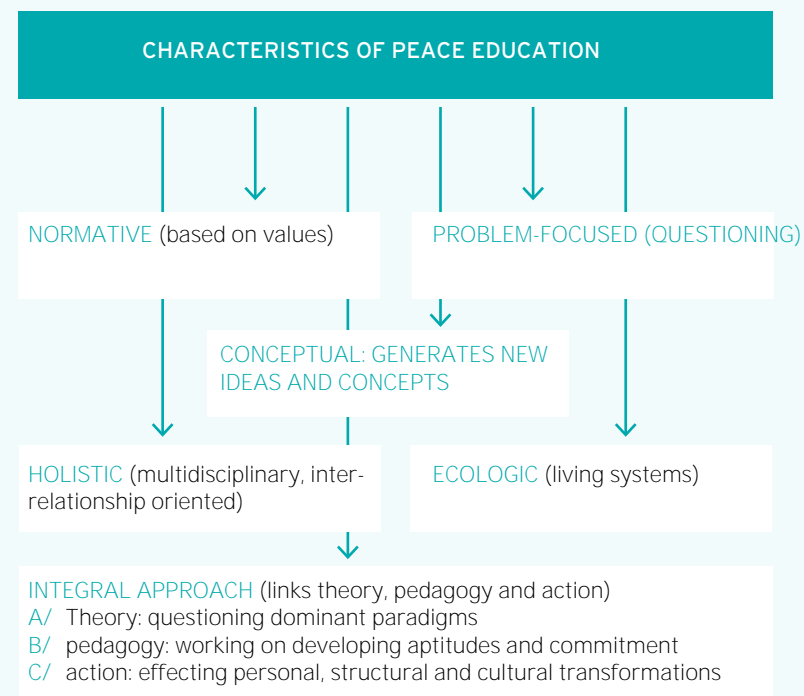 CHARACTERISTICS OF PEACE EDUCATION
NORMATIVE (based on values)
PROBLEM-FOCUSED (QUESTIONING)
CONCEPTUAL: GENERATES NEW
IDEAS AND CONCEPTS
HOLISTIC (multidisciplinary, inter-
relationship oriented)
ECOLOGIC (living systems)
INTEGRAL APPROACH (links theory, pedagogy and action)
A/ Theory: questioning dominant paradigms
B/ pedagogy: working on developing aptitudes and commitment
C/ action: effecting personal, structural and cultural transformations